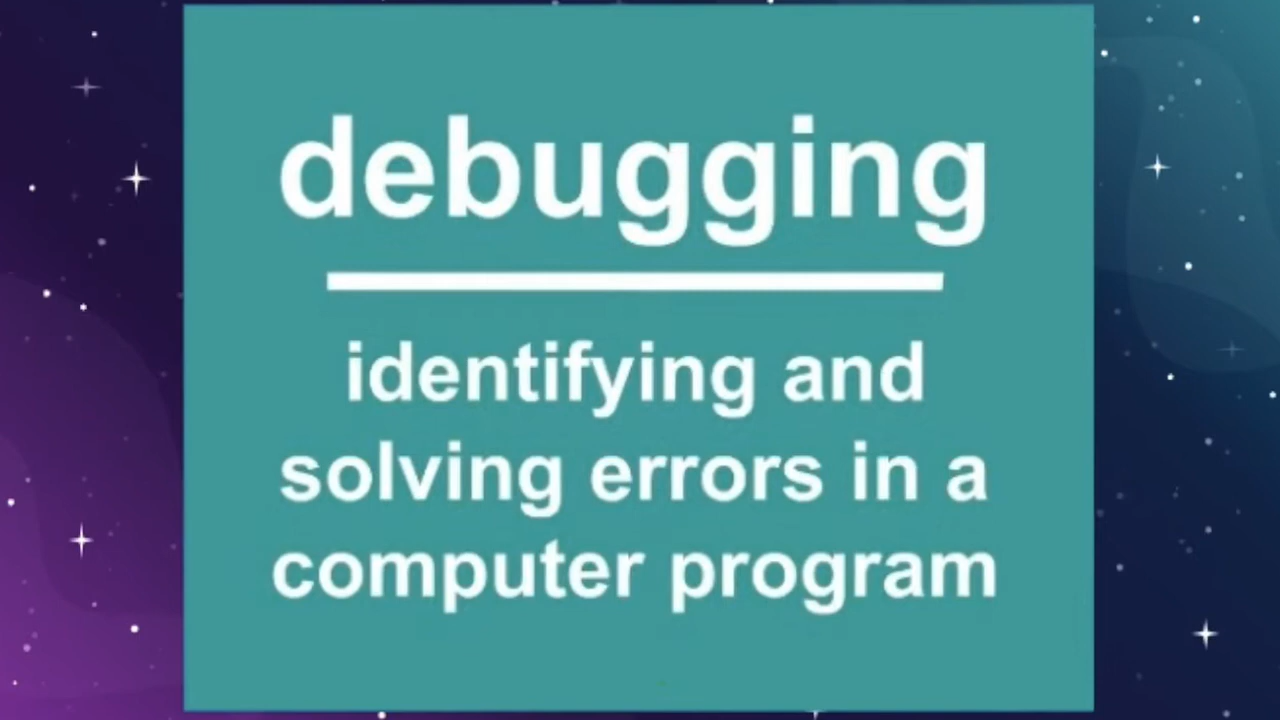 debugging
identifying and
solving errors in a
computer program